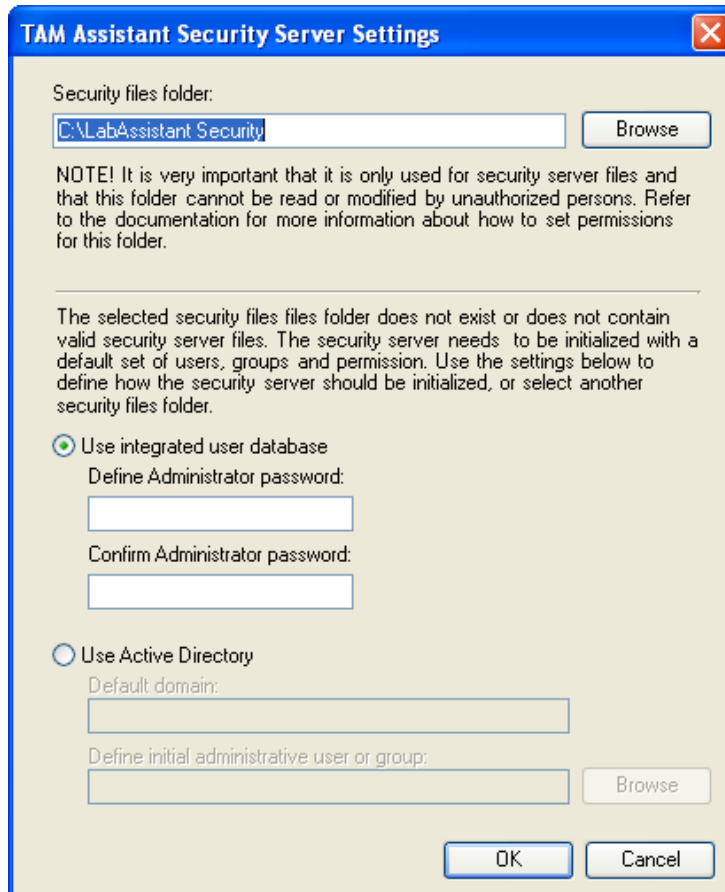 TAM Assistant Security Server Settings
Security files folder:
C:\LabAssistant Security
Browse
NOTE! It is very important that it is only used for security server files and
that this folder cannot be read or modified by unauthorized persons. Refer
to the documentation for more information about how to set permissions
for this folder.
The selected security files files folder does not exist or does not contain
valid security server files. The security server needs to be initialized with a
default set of users, groups and permission. Use the settings below to
define how the security server should be initialized, or select another
security files folder.
Use integrated user database
Define Administrator password:
Confirm Administrator password:
Use Active Directory
Default domain:
Define initial administrative user or group:
Browse
OK
Cancel